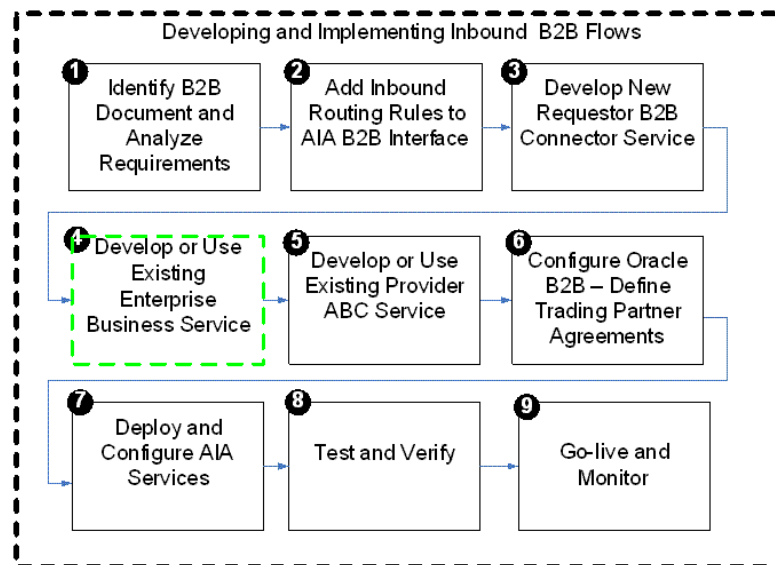 Developing and Implementing Inbound B2B Flows
1
Identify B2B
Document and
Analyze
Requirements
2
Add Inbound
Routing Rules to
AIA B2B Interface
3
Develop New
Requestor B2B
Connector Service
4
Develop or Use
Existing
Enterprise
Business Service
5
Develop or Use
Existing Provider
ABC Service
6
Configure Oracle
B2B – Define
Trading Partner
Agreements
7
Deploy and
Configure AIA
Services
8
Test and Verify
9
Go-live and
Monitor